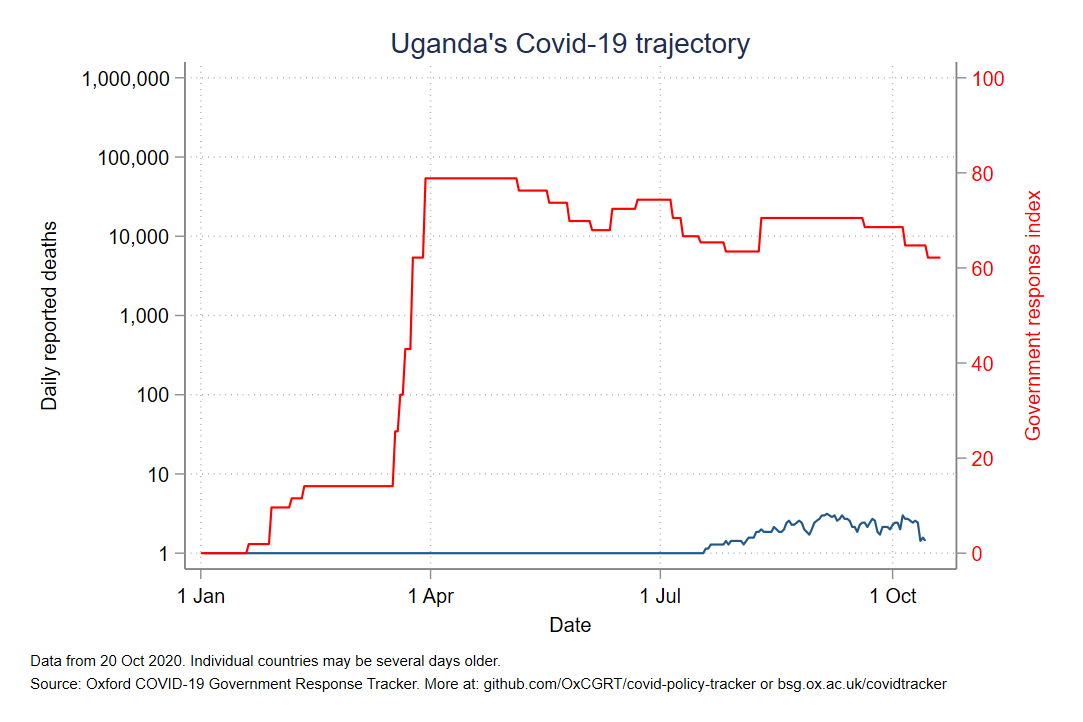 Uganda's Covid-19 trajectory
1,000,000
100,000
10,000
1,000
100
10
1
Daily reported deaths
100
80
60
40
20
0
Government response index
1 Jan
1 Apr
1 Jul
1 Oct
Date
Data from 20 Oct 2020. Individual countries may be several days older.
Source: Oxford COVID-19 Government Response Tracker. More at: github.com/OxCGRT/covid-policy-tracker or bsg.ox.ac.uk/covidtracker